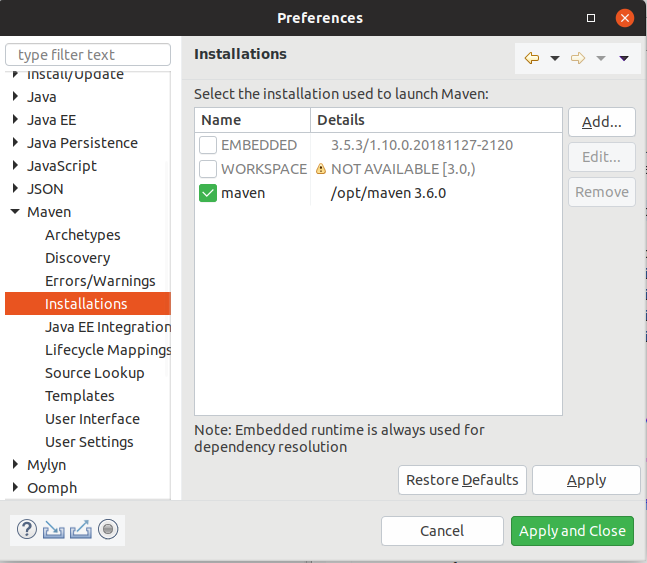 Preferences
type filter text
Install/Update
Java
Java EE
Java Persistence
JavaScript
JSON
Maven
Archetypes
Discovery
Errors/Warnings
Installations
Java EE Integration
Lifecycle Mappings
Source Lookup
Templates
User Interface
User Settings
Mylyn
Oomph
Installations
Select the installation used to launch Maven:
Name Details
EMBEDDED 3.5.3/1.10.0.20181127-2120
WORKSPACE NOT AVAILABLE [3.0,)
maven /opt/maven 3.6.0
Add...
Edit...
Remove
Note: Embedded runtime is always used for
dependency resolution
Restore Defaults Apply
Cancel Apply and Close